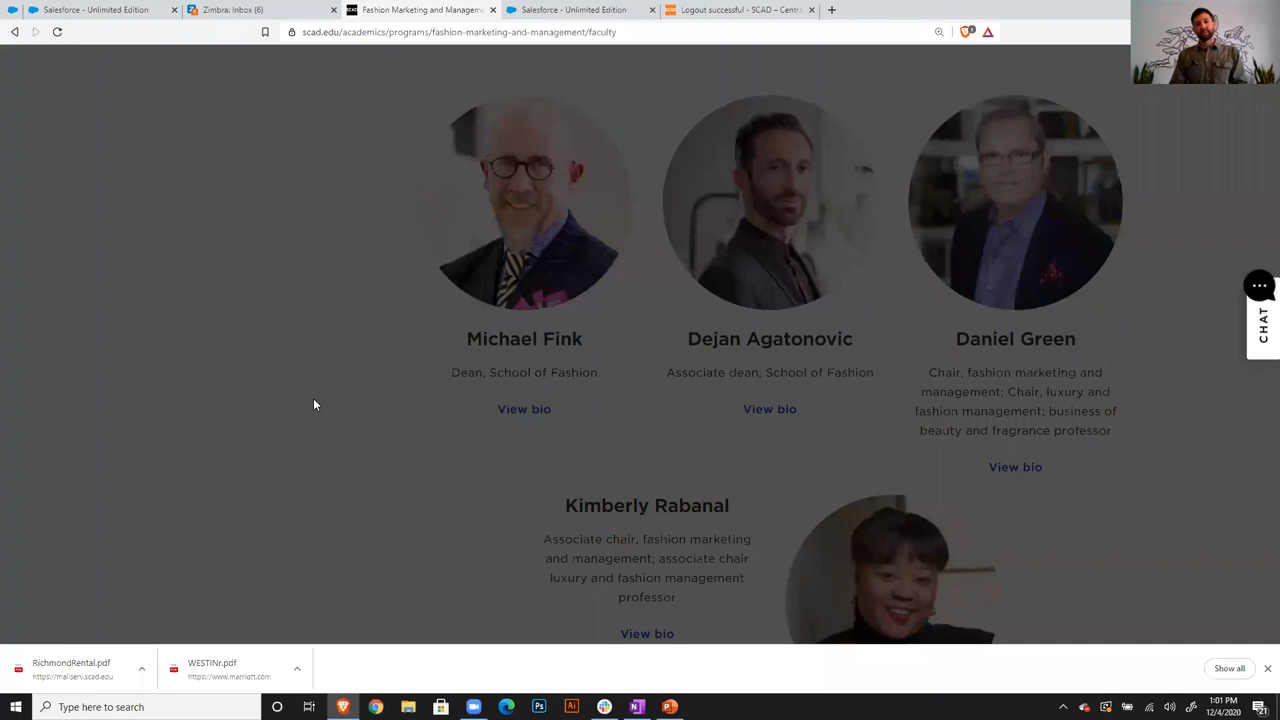 Salesforce - Unlimited Edition
Zimbra: Inbox (6)
SCAD
Fashion Marketing and Managem
Salesforce - Unlimited Edition
Logout successful - SCAD – Centra
scad.edu/academics/programs/fashion-marketing-and-management/faculty
Michael Fink
Dean, School of Fashion
View bio
Dejan Agatonovic
Associate dean, School of Fashion
View bio
Daniel Green
Chair, fashion marketing and
management; Chair, luxury and
fashion management; business of
beauty and fragrance professor
View bio
Kimberly Rabanal
Associate chair, fashion marketing
and management; associate chair
luxury and fashion management
professor
View bio
CHAT
RichmondRental.pdf
https://mailserv.scad.edu
WESTINr.pdf
https://www.marriott.com
Show all
Type here to search
Ps
Ai
1:01 PM
12/4/2020
21